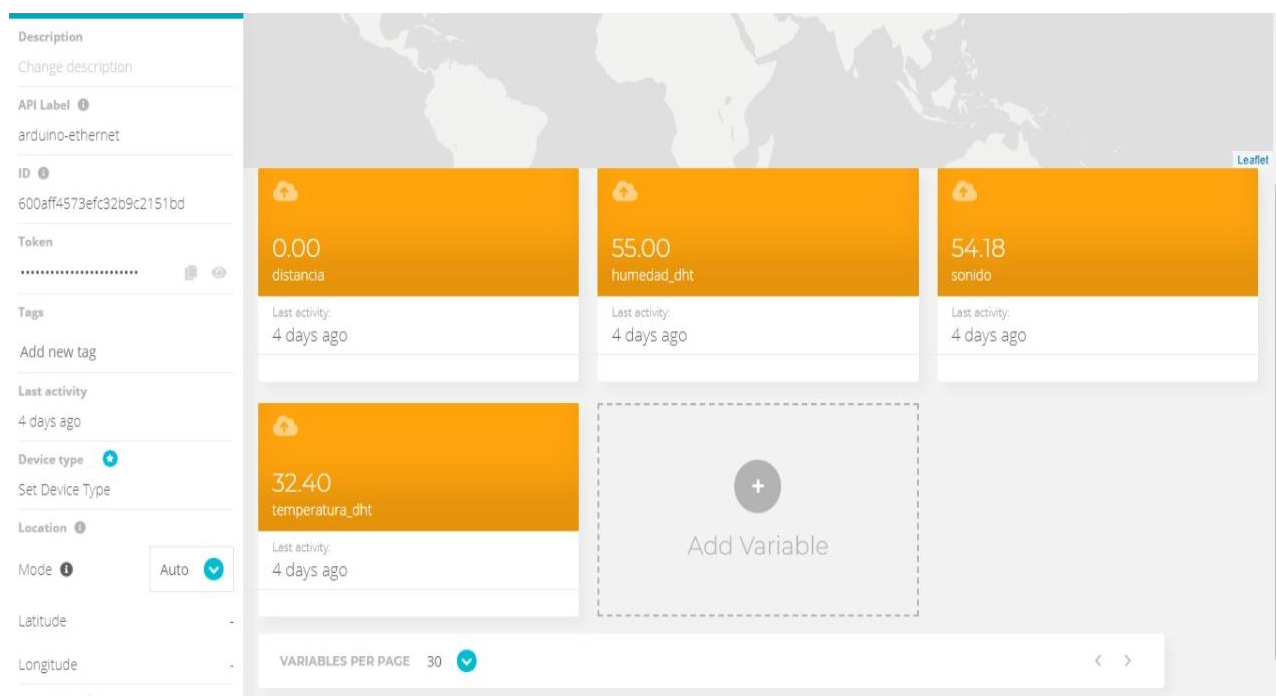 Description
Change description
API Label
arduino-ethernet
ID
600aff4573efc32b9c2151bd
Token
Tags
Add new tag
Last activity
4 days ago
Device type
Set Device Type
Location
Mode
Auto
Latitude
-
Longitude
-
Leaflet
0.00
distancia
Last activity:
4 days ago
55.00
humedad_dht
Last activity:
4 days ago
54.18
sonido
Last activity:
4 days ago
32.40
temperatura_dht
Last activity:
4 days ago
Add Variable
VARIABLES PER PAGE 30